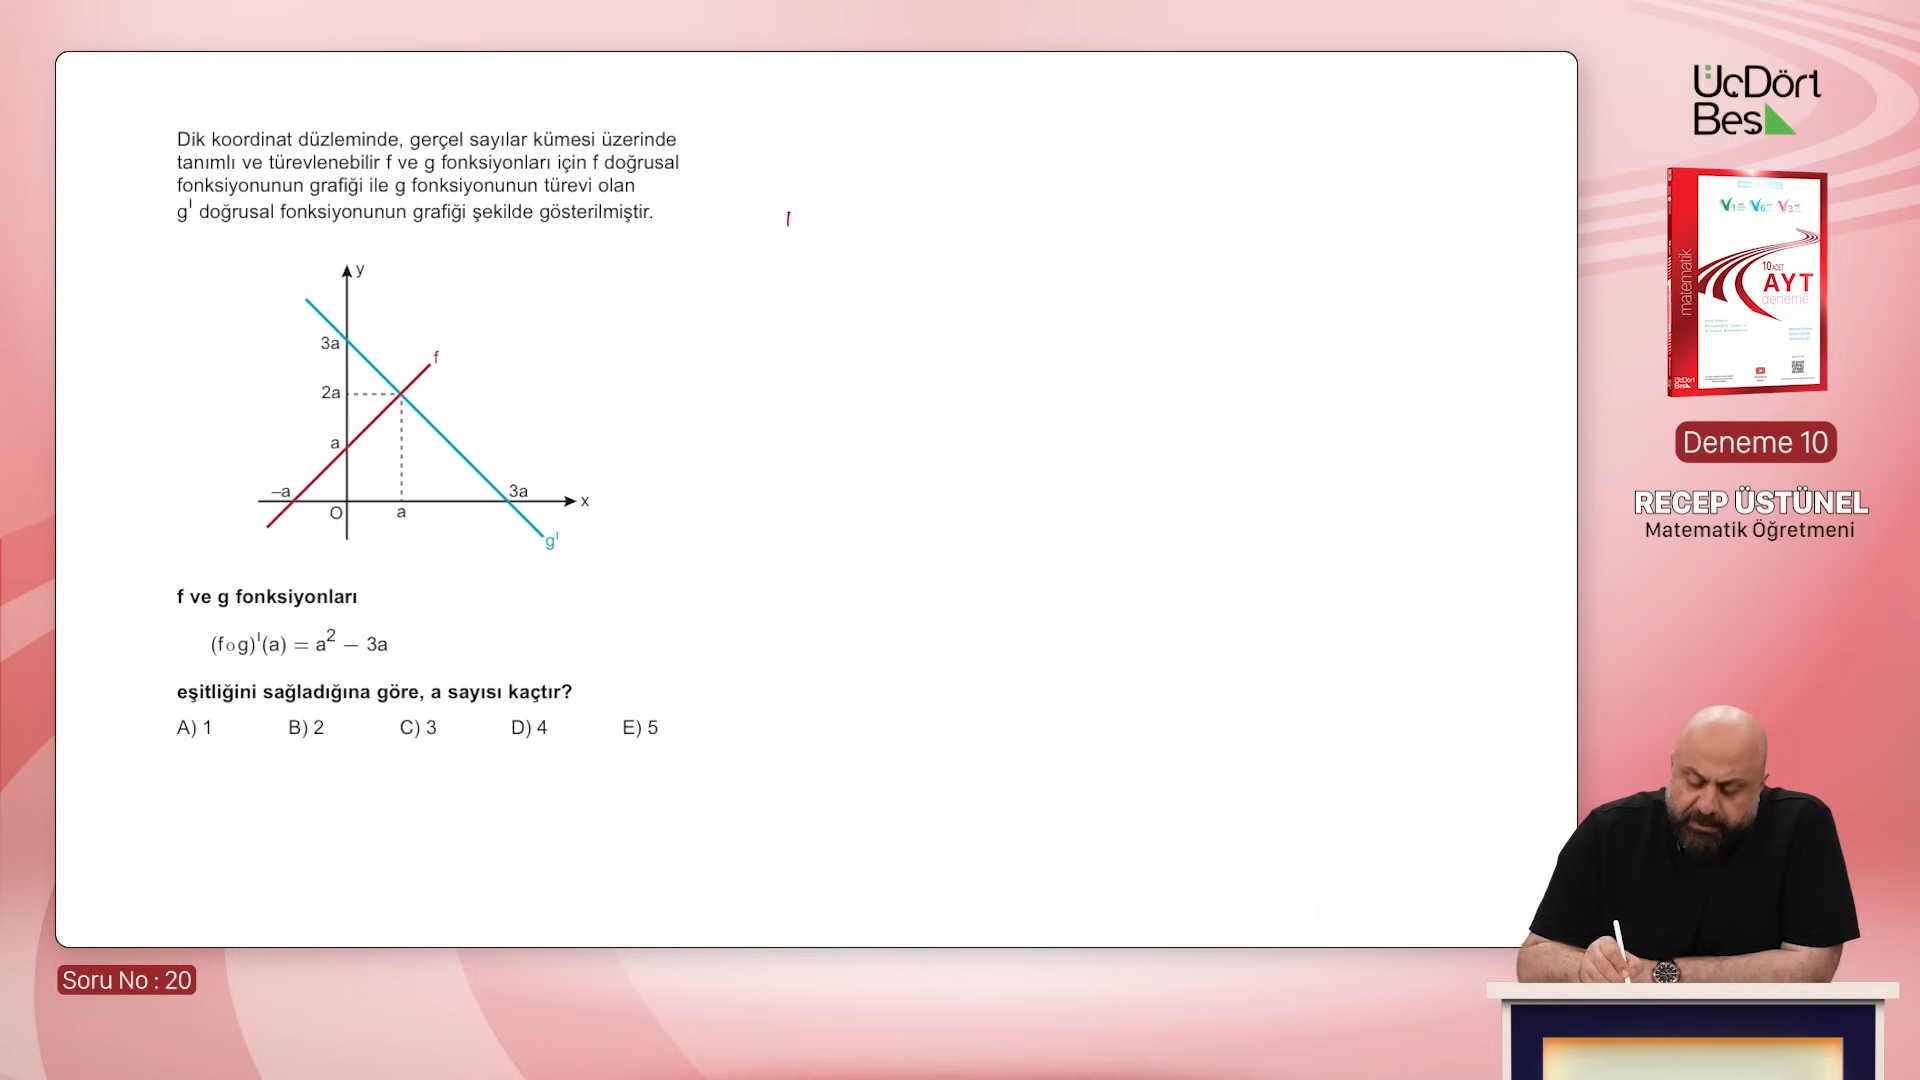 Dik koordinat düzleminde, gerçel sayılar kümesi üzerinde
tanımlı ve türevlenebilir f ve g fonksiyonları için f doğrusal
fonksiyonunun grafiği ile g fonksiyonunun türevi olan
g' doğrusal fonksiyonunun grafiği şekilde gösterilmiştir.
y
3a
f
2a
a
–a
3a
x
O
a
g'
f ve g fonksiyonları
(fog)'(a) = a² – 3a
eşitliğini sağladığına göre, a sayısı kaçtır?
A) 1 B) 2 C) 3 D) 4 E) 5
Soru No : 20
ÜçDört
Beş
matematik
10 ADET
AYT
deneme
Deneme 10
RECEP ÜSTÜNEL
Matematik Öğretmeni